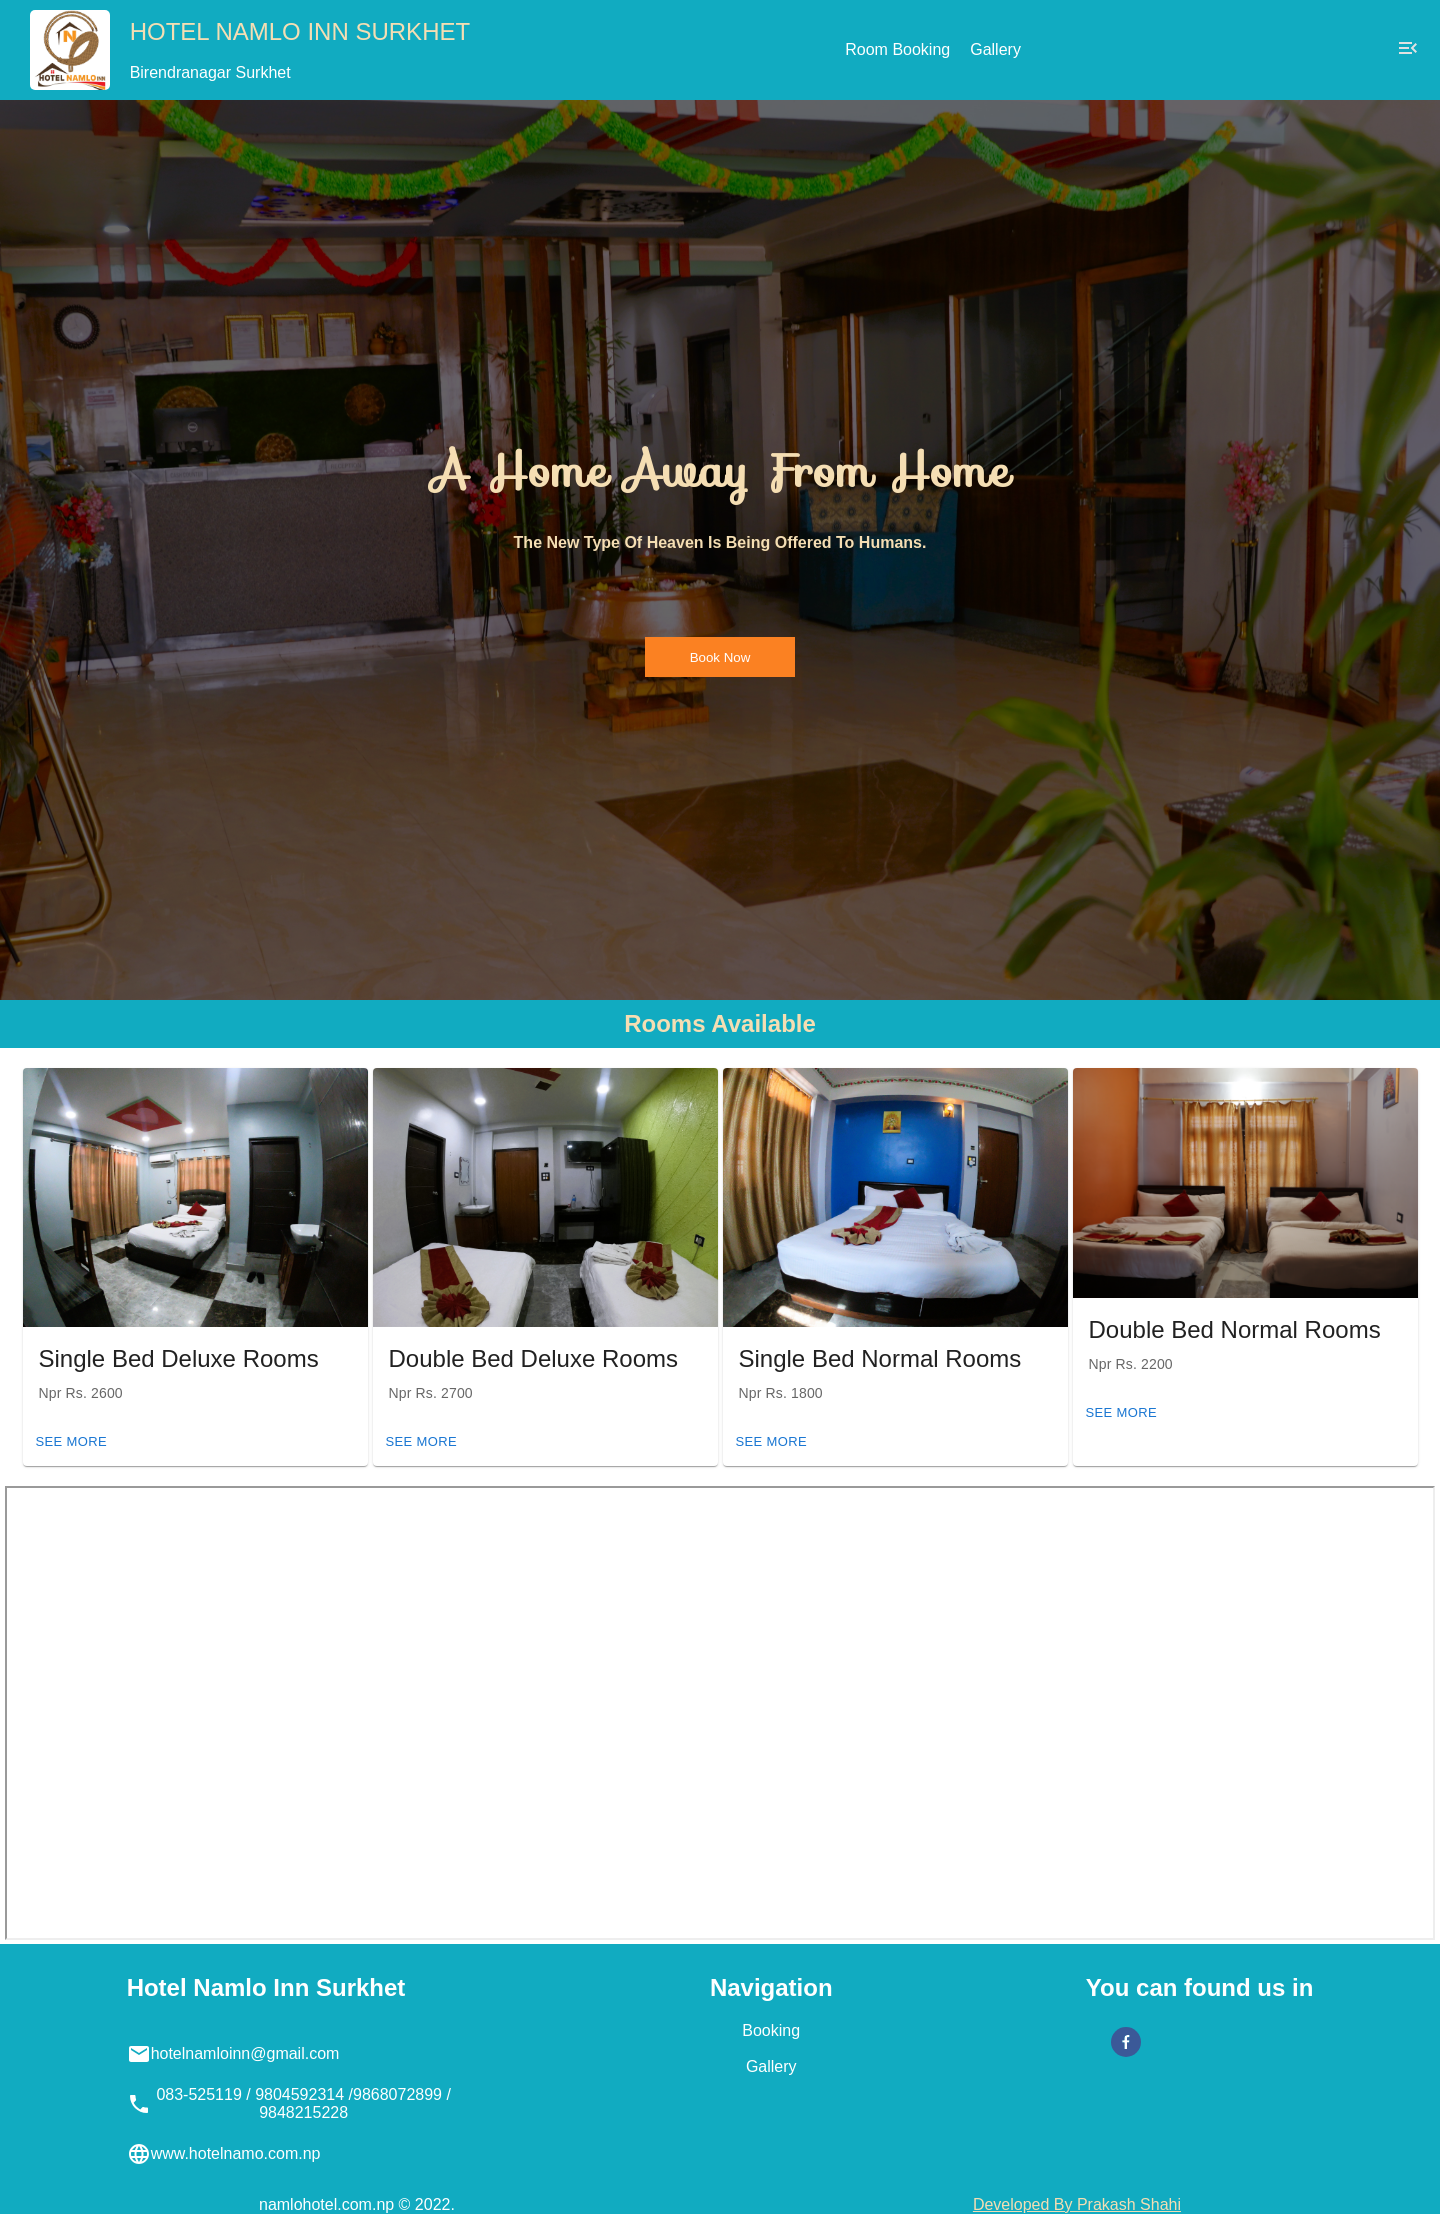 N
HOTEL NAMLO INN
HOTEL NAMLO INN SURKHET
Birendranagar Surkhet
Room Booking
Gallery
A Home Away From Home
The New Type Of Heaven Is Being Offered To Humans.
Book Now
Rooms Available
Single Bed Deluxe Rooms
Npr Rs. 2600
SEE MORE
Double Bed Deluxe Rooms
Npr Rs. 2700
SEE MORE
Single Bed Normal Rooms
Npr Rs. 1800
SEE MORE
Double Bed Normal Rooms
Npr Rs. 2200
SEE MORE
Hotel Namlo Inn Surkhet
hotelnamloinn@gmail.com
083-525119 / 9804592314 /9868072899 /
9848215228
www.hotelnamo.com.np
Navigation
Booking
Gallery
You can found us in
namlohotel.com.np © 2022.
Developed By Prakash Shahi